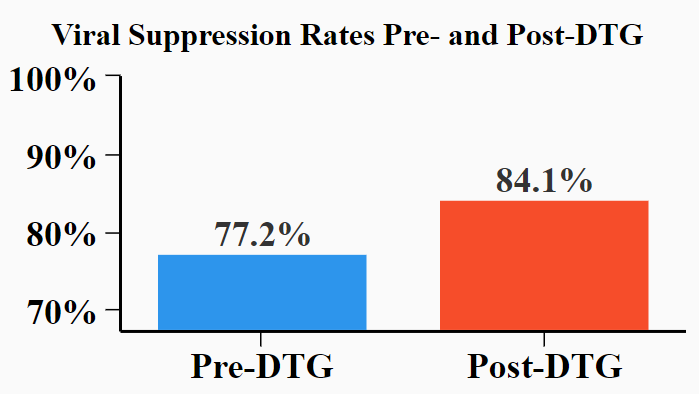 Viral Suppression Rates Pre- and Post-DTG
100%
90%
80%
70%
77.2%
84.1%
Pre-DTG
Post-DTG